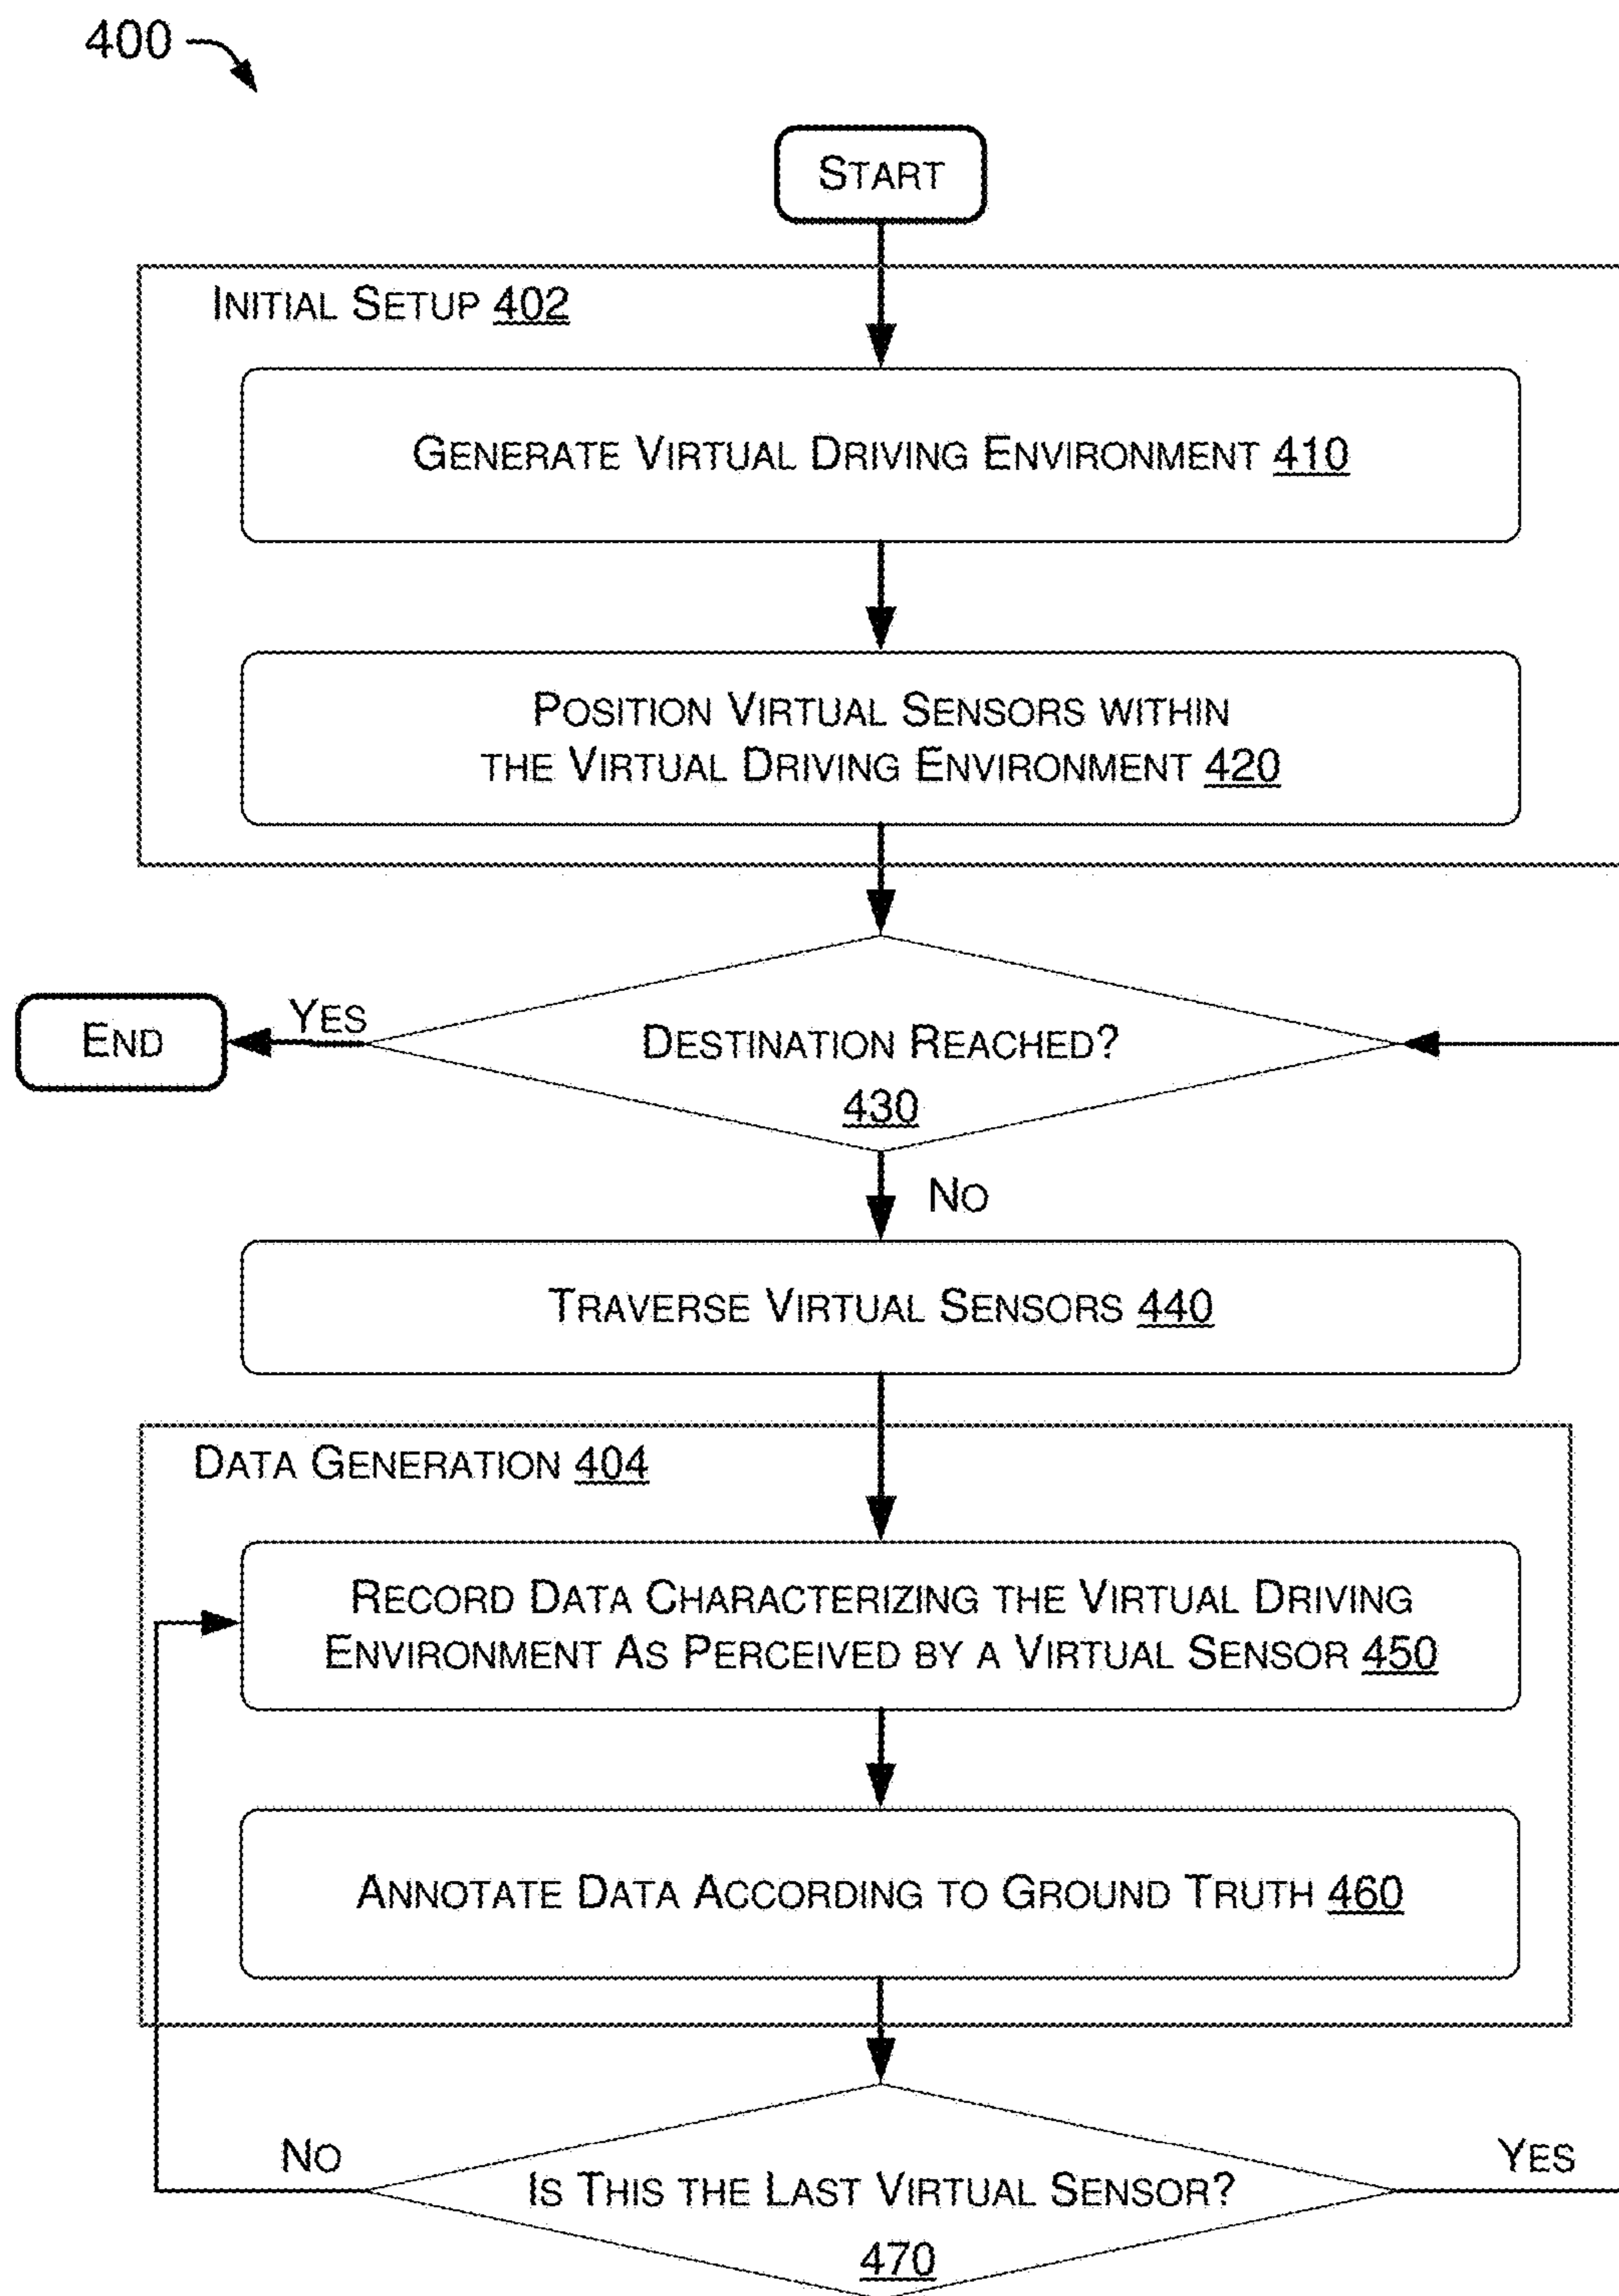 400
START
INITIAL SETUP 402
GENERATE VIRTUAL DRIVING ENVIRONMENT 410
POSITION VIRTUAL SENSORS WITHIN
THE VIRTUAL DRIVING ENVIRONMENT 420
END
YES
DESTINATION REACHED?
430
NO
TRAVERSE VIRTUAL SENSORS 440
DATA GENERATION 404
RECORD DATA CHARACTERIZING THE VIRTUAL DRIVING
ENVIRONMENT AS PERCEIVED BY A VIRTUAL SENSOR 450
ANNOTATE DATA ACCORDING TO GROUND TRUTH 460
NO
IS THIS THE LAST VIRTUAL SENSOR?
YES
470